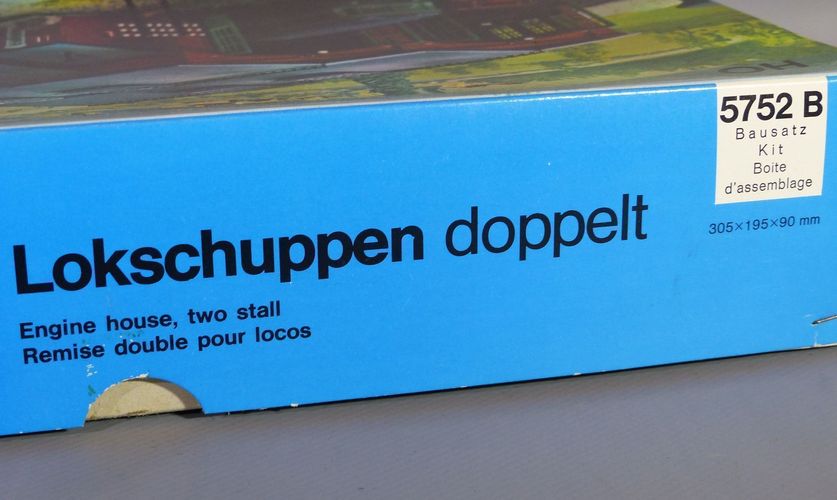 HO
5752 B
Bausatz
Kit
Boite
d'assemblage
305×195×90 mm
Lokschuppen doppelt
Engine house, two stall
Remise double pour locos